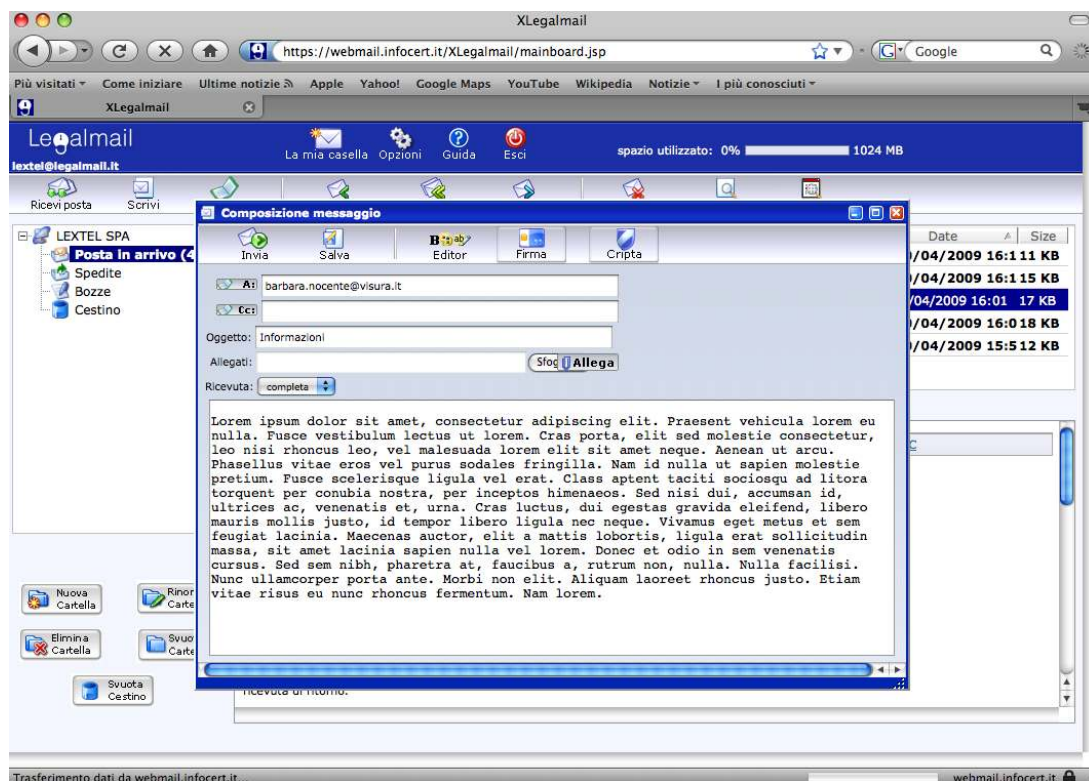 XLegalmail
https://webmail.infocert.it/XLegalmail/mainboard.jsp
Google
Più visitati Come iniziare Ultime notizie Apple Yahoo! Google Maps YouTube Wikipedia Notizie I più conosciuti
XLegalmail
Legalmail
lextel@legalmail.it
La mia casella Opzioni Guida Esci
spazio utilizzato: 0% 1024 MB
Ricevi posta Scrivi
LEXTEL SPA
Posta in arrivo (4
Spedite
Bozze
Cestino
Date Size
/04/2009 16:1 11 KB
/04/2009 16:1 15 KB
/04/2009 16:01 17 KB
/04/2009 16:0 18 KB
/04/2009 15:5 12 KB
Composizione messaggio
Invia Salva Editor Firma Cripta
A: barbara.nocente@visura.it
Cc:
Oggetto: Informazioni
Allegati: Sfog Allega
Ricevuta: completa
Lorem ipsum dolor sit amet, consectetur adipiscing elit. Praesent vehicula lorem eu
nulla. Fusce vestibulum lectus ut lorem. Cras porta, elit sed molestie consectetur,
leo nisi rhoncus leo, vel malesuada lorem elit sit amet neque. Aenean ut arcu.
Phasellus vitae eros vel purus sodales fringilla. Nam id nulla ut sapien molestie
pretium. Fusce scelerisque ligula vel erat. Class aptent taciti sociosqu ad litora
torquent per conubia nostra, per inceptos himenaeos. Sed nisi dui, accumsan id,
ultrices ac, venenatis et, urna. Cras luctus, dui egestas gravida eleifend, libero
mauris mollis justo, id tempor libero ligula nec neque. Vivamus eget metus et sem
feugiat lacinia. Maecenas auctor, elit a mattis lobortis, ligula erat sollicitudin
massa, sit amet lacinia sapien nulla vel lorem. Donec et odio in sem venenatis
cursus. Sed sem nibh, pharetra at, faucibus a, rutrum non, nulla. Nulla facilisi.
Nunc ullamcorper porta ante. Morbi non elit. Aliquam laoreet rhoncus justo. Etiam
vitae risus eu nunc rhoncus fermentum. Nam lorem.
Nuova Cartella
Rinor Carte
Elimina Cartella
Svuo Carte
Svuota Cestino
ricevuta di ritorno.
Trasferimento dati da webmail.infocert.it...
webmail.infocert.it